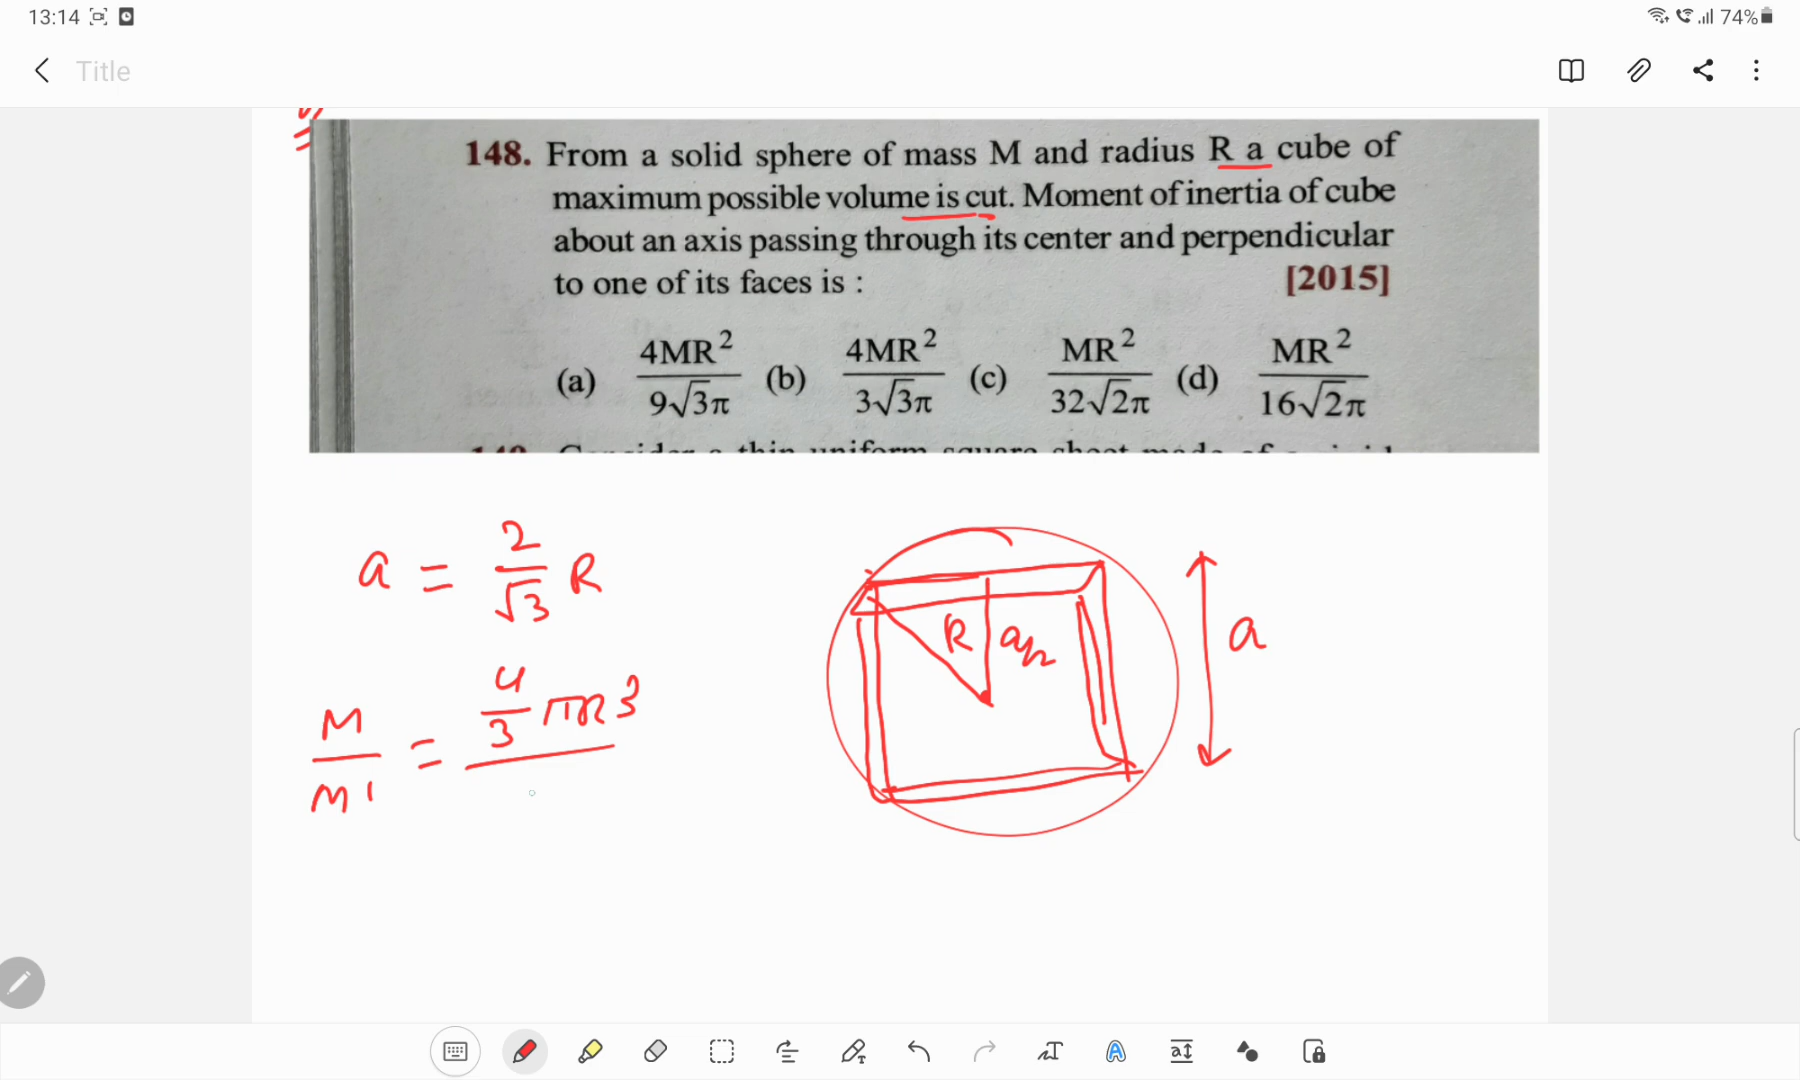 13:14
74%
Title
148. From a solid sphere of mass M and radius R a cube of
maximum possible volume is cut. Moment of inertia of cube
about an axis passing through its center and perpendicular
to one of its faces is : [2015]
(a) 4MR²/9√3π (b) 4MR²/3√3π (c) MR²/32√2π (d) MR²/16√2π
a = 2/√3 R
R a/2
a
M/M' = 4/3 πR³